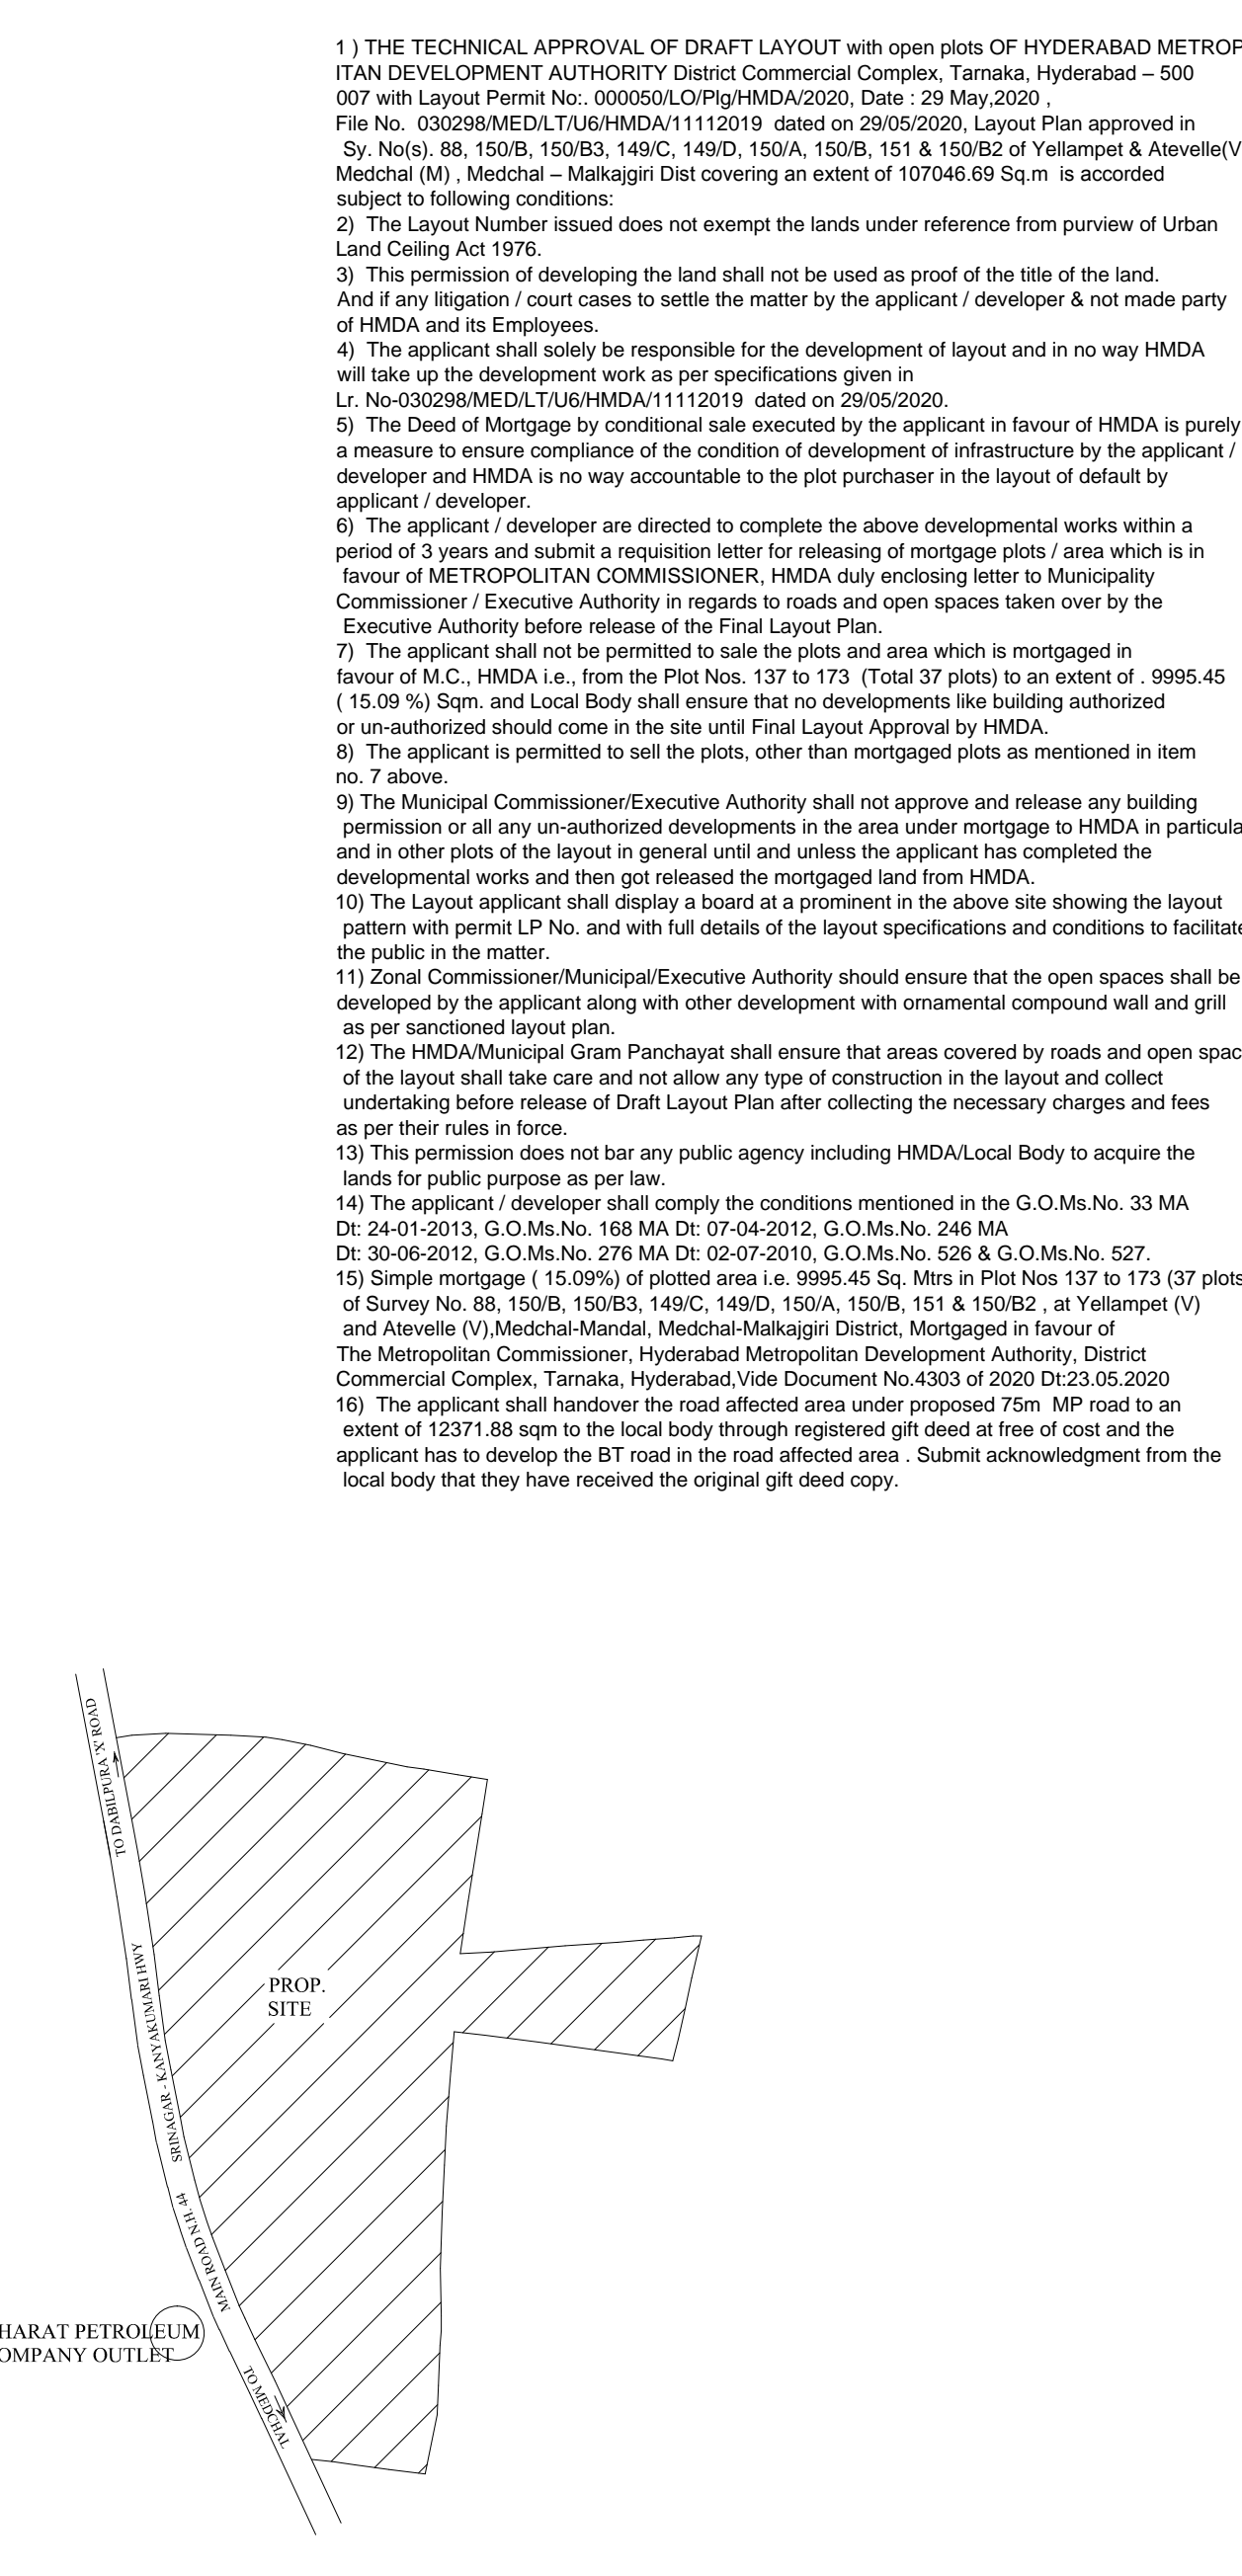 1 ) THE TECHNICAL APPROVAL OF DRAFT LAYOUT with open plots OF HYDERABAD METROP
ITAN DEVELOPMENT AUTHORITY District Commercial Complex, Tarnaka, Hyderabad – 500
007 with Layout Permit No:. 000050/LO/Plg/HMDA/2020, Date : 29 May,2020 ,
File No.  030298/MED/LT/U6/HMDA/11112019  dated on 29/05/2020, Layout Plan approved in
Sy. No(s). 88, 150/B, 150/B3, 149/C, 149/D, 150/A, 150/B, 151 & 150/B2 of Yellampet & Atevelle(V
Medchal (M) , Medchal – Malkajgiri Dist covering an extent of 107046.69 Sq.m  is accorded
subject to following conditions:
2)  The Layout Number issued does not exempt the lands under reference from purview of Urban
Land Ceiling Act 1976.
3)  This permission of developing the land shall not be used as proof of the title of the land.
And if any litigation / court cases to settle the matter by the applicant / developer & not made party
of HMDA and its Employees.
4)  The applicant shall solely be responsible for the development of layout and in no way HMDA
will take up the development work as per specifications given in
Lr. No-030298/MED/LT/U6/HMDA/11112019  dated on 29/05/2020.
5)  The Deed of Mortgage by conditional sale executed by the applicant in favour of HMDA is purely
a measure to ensure compliance of the condition of development of infrastructure by the applicant /
developer and HMDA is no way accountable to the plot purchaser in the layout of default by
applicant / developer.
6)  The applicant / developer are directed to complete the above developmental works within a
period of 3 years and submit a requisition letter for releasing of mortgage plots / area which is in
favour of METROPOLITAN COMMISSIONER, HMDA duly enclosing letter to Municipality
Commissioner / Executive Authority in regards to roads and open spaces taken over by the
Executive Authority before release of the Final Layout Plan.
7)  The applicant shall not be permitted to sale the plots and area which is mortgaged in
favour of M.C., HMDA i.e., from the Plot Nos. 137 to 173  (Total 37 plots) to an extent of . 9995.45
( 15.09 %) Sqm. and Local Body shall ensure that no developments like building authorized
or un-authorized should come in the site until Final Layout Approval by HMDA.
8)  The applicant is permitted to sell the plots, other than mortgaged plots as mentioned in item
no. 7 above.
9) The Municipal Commissioner/Executive Authority shall not approve and release any building
permission or all any un-authorized developments in the area under mortgage to HMDA in particula
and in other plots of the layout in general until and unless the applicant has completed the
developmental works and then got released the mortgaged land from HMDA.
10) The Layout applicant shall display a board at a prominent in the above site showing the layout
pattern with permit LP No. and with full details of the layout specifications and conditions to facilitate
the public in the matter.
11) Zonal Commissioner/Municipal/Executive Authority should ensure that the open spaces shall be
developed by the applicant along with other development with ornamental compound wall and grill
as per sanctioned layout plan.
12) The HMDA/Municipal Gram Panchayat shall ensure that areas covered by roads and open spac
of the layout shall take care and not allow any type of construction in the layout and collect
undertaking before release of Draft Layout Plan after collecting the necessary charges and fees
as per their rules in force.
13) This permission does not bar any public agency including HMDA/Local Body to acquire the
lands for public purpose as per law.
14) The applicant / developer shall comply the conditions mentioned in the G.O.Ms.No. 33 MA
Dt: 24-01-2013, G.O.Ms.No. 168 MA Dt: 07-04-2012, G.O.Ms.No. 246 MA
Dt: 30-06-2012, G.O.Ms.No. 276 MA Dt: 02-07-2010, G.O.Ms.No. 526 & G.O.Ms.No. 527.
15) Simple mortgage ( 15.09%) of plotted area i.e. 9995.45 Sq. Mtrs in Plot Nos 137 to 173 (37 plots
of Survey No. 88, 150/B, 150/B3, 149/C, 149/D, 150/A, 150/B, 151 & 150/B2 , at Yellampet (V)
and Atevelle (V),Medchal-Mandal, Medchal-Malkajgiri District, Mortgaged in favour of
The Metropolitan Commissioner, Hyderabad Metropolitan Development Authority, District
Commercial Complex, Tarnaka, Hyderabad,Vide Document No.4303 of 2020 Dt:23.05.2020
16)  The applicant shall handover the road affected area under proposed 75m  MP road to an
extent of 12371.88 sqm to the local body through registered gift deed at free of cost and the
applicant has to develop the BT road in the road affected area . Submit acknowledgment from the
local body that they have received the original gift deed copy.
TO DABILPURA 'X' ROAD
SRINAGAR - KANYAKUMARI HWY
PROP.
SITE
MAIN ROAD N.H. 44
HARAT PETROLEUM
OMPANY OUTLET
TO MEDCHAL